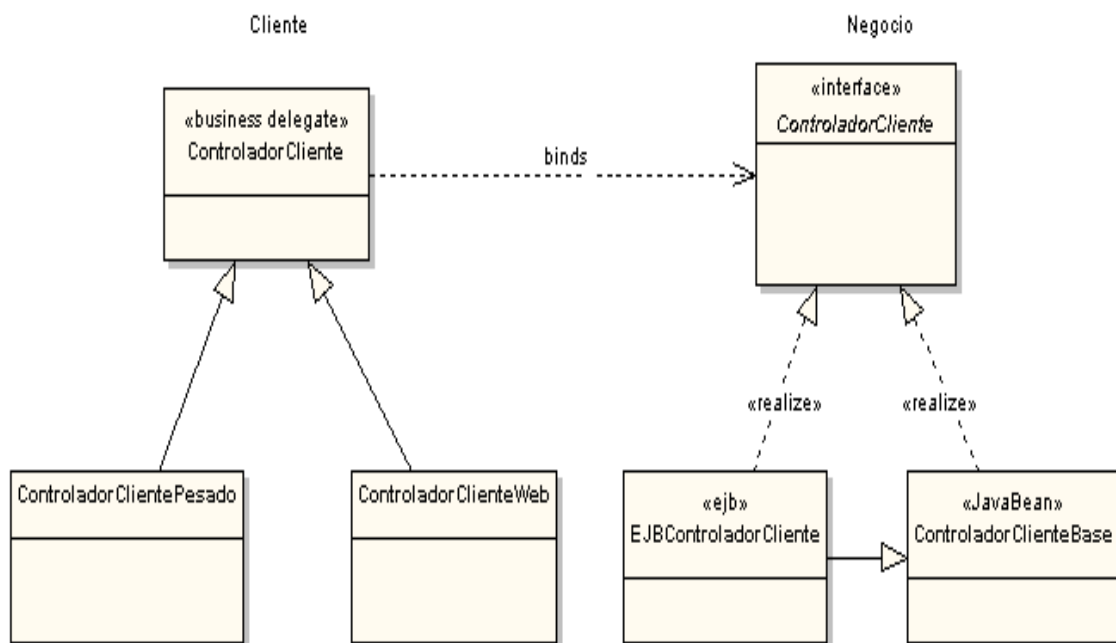 Cliente
Negocio
«business delegate»
ControladorCliente
«interface»
ControladorCliente
binds
«realize»
«realize»
ControladorClientePesado
ControladorClienteWeb
«ejb»
EJBControladorCliente
«JavaBean»
ControladorClienteBase